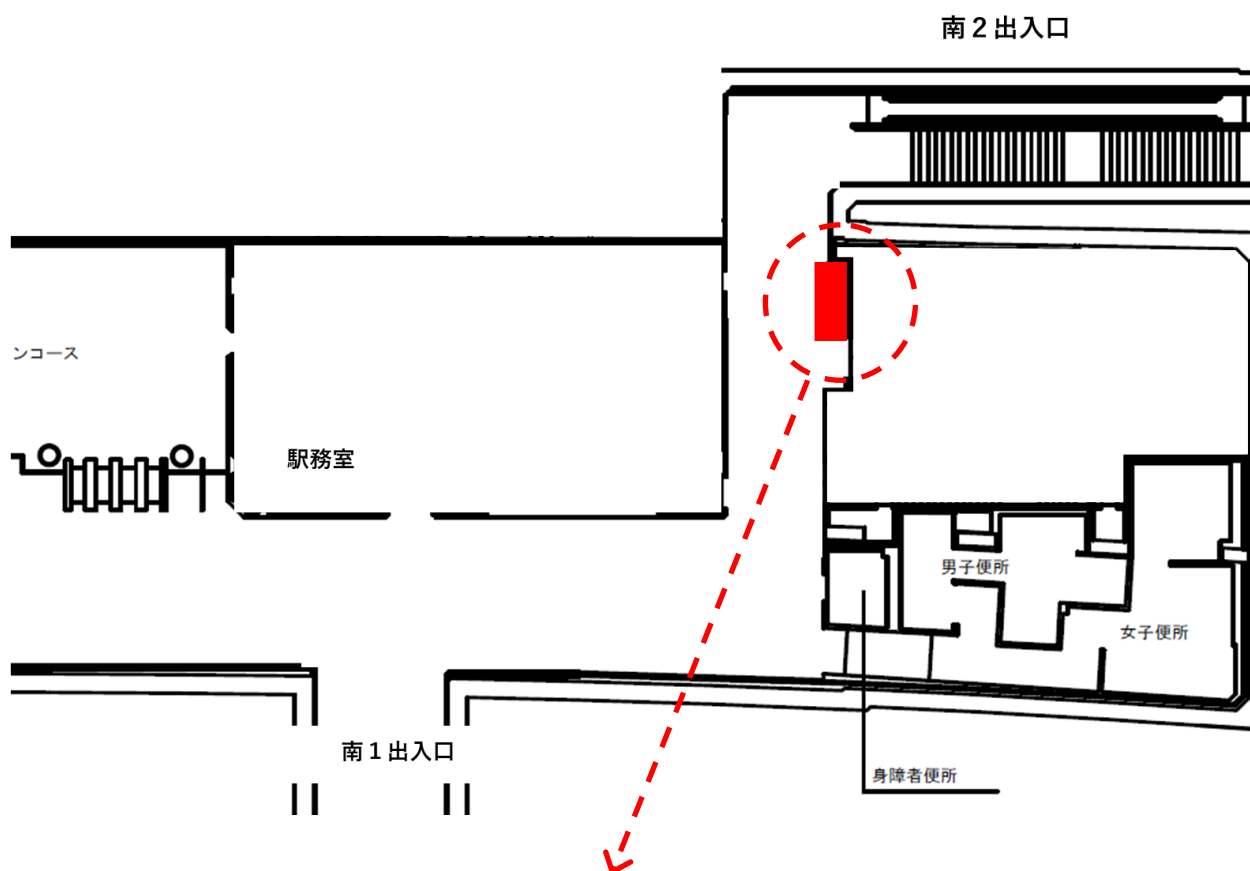 南２出入口
ンコース
駅務室
男子便所
女子便所
南１出入口
身障者便所